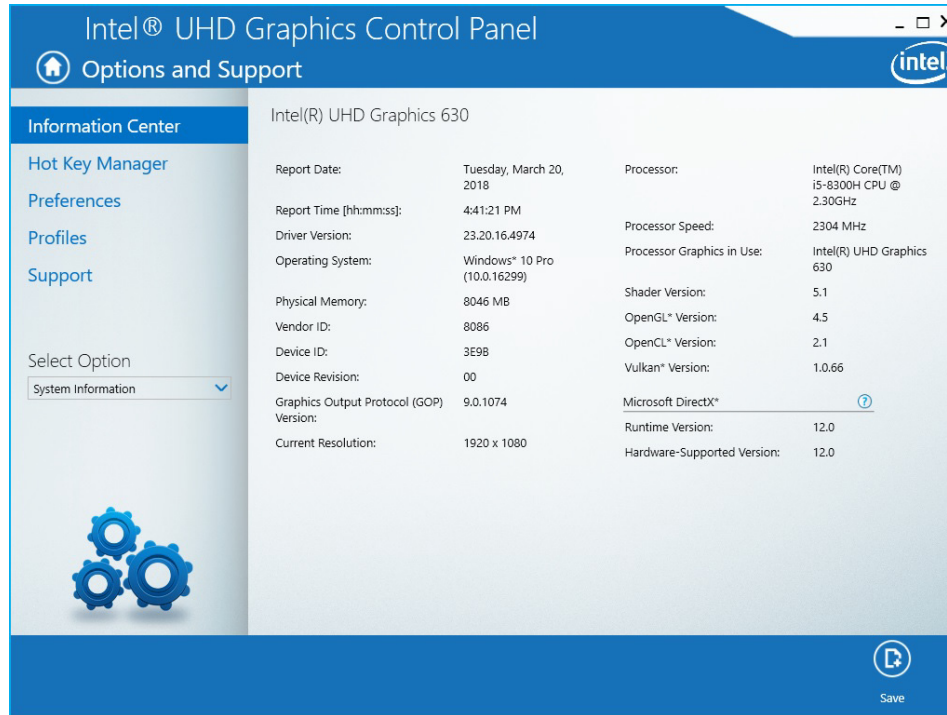 Intel® UHD Graphics Control Panel
Options and Support
intel
Information Center
Hot Key Manager
Preferences
Profiles
Support
Select Option
System Information
Intel(R) UHD Graphics 630
Report Date:
Tuesday, March 20,
2018
Report Time [hh:mm:ss]:
4:41:21 PM
Driver Version:
23.20.16.4974
Operating System:
Windows* 10 Pro
(10.0.16299)
Physical Memory:
8046 MB
Vendor ID:
8086
Device ID:
3E9B
Device Revision:
00
Graphics Output Protocol (GOP)
Version:
9.0.1074
Current Resolution:
1920 x 1080
Processor:
Intel(R) Core(TM)
i5-8300H CPU @
2.30GHz
Processor Speed:
2304 MHz
Processor Graphics in Use:
Intel(R) UHD Graphics
630
Shader Version:
5.1
OpenGL* Version:
4.5
OpenCL* Version:
2.1
Vulkan* Version:
1.0.66
Microsoft DirectX*
?
Runtime Version:
12.0
Hardware-Supported Version:
12.0
Save